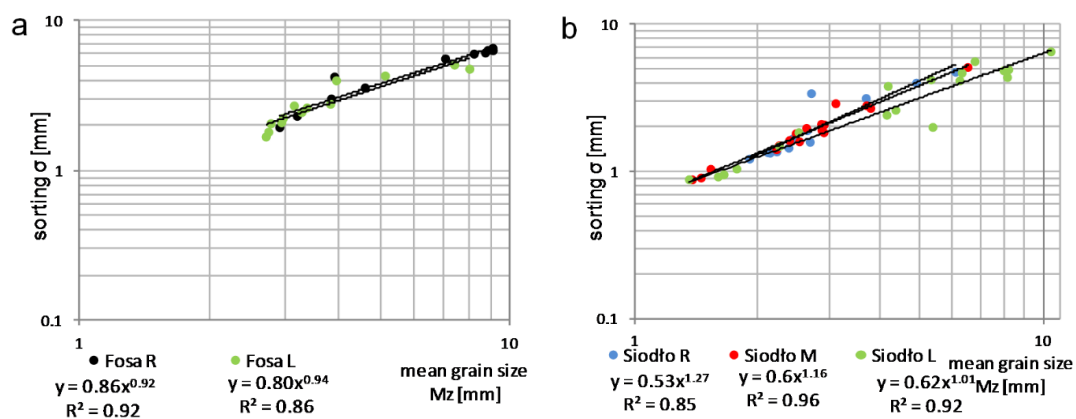 a
10
1
0.1
sorting σ [mm]
1
10
Fosa R
Fosa L
mean grain size
Mz [mm]
y = 0.86x^0.92
R² = 0.92
y = 0.80x^0.94
R² = 0.86
b
10
1
0.1
sorting σ [mm]
1
10
Siodło R
Siodło M
Siodło L
mean grain size
Mz [mm]
y = 0.53x^1.27
R² = 0.85
y = 0.6x^1.16
R² = 0.96
y = 0.62x^1.01
R² = 0.92